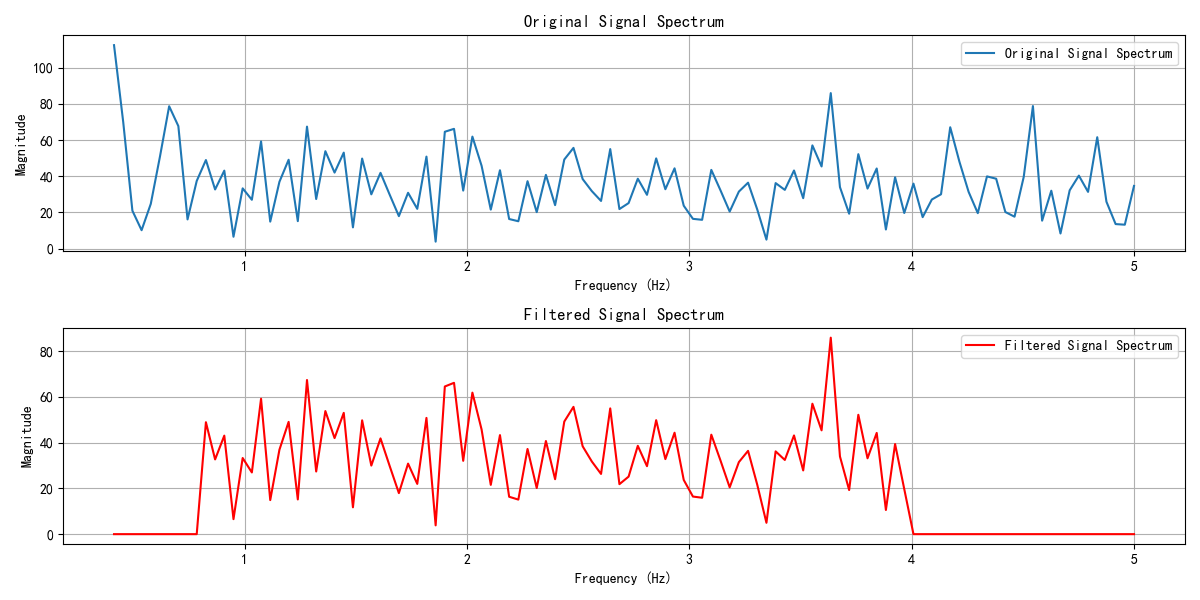 Original Signal Spectrum
Original Signal Spectrum
Magnitude
100
80
60
40
20
0
1 2 3 4 5
Frequency (Hz)
Filtered Signal Spectrum
Filtered Signal Spectrum
Magnitude
80
60
40
20
0
1 2 3 4 5
Frequency (Hz)